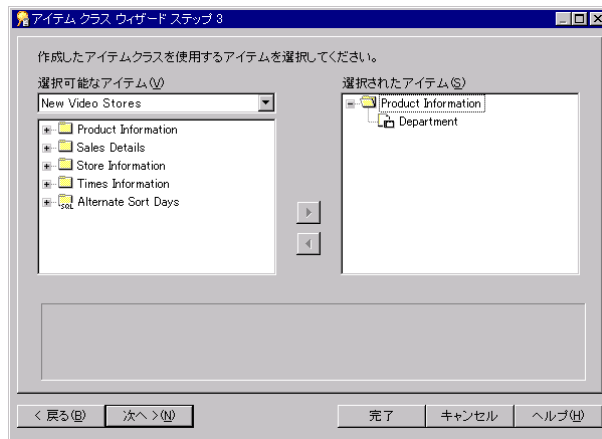 アイテム クラス ウィザード ステップ 3
作成したアイテムクラスを使用するアイテムを選択してください。
選択可能なアイテム(V)
選択されたアイテム(S)
New Video Stores
Product Information
Sales Details
Store Information
Times Information
SQL Alternate Sort Days
Product Information
Department
< 戻る(B)
次へ >(N)
完了
キャンセル
ヘルプ(H)